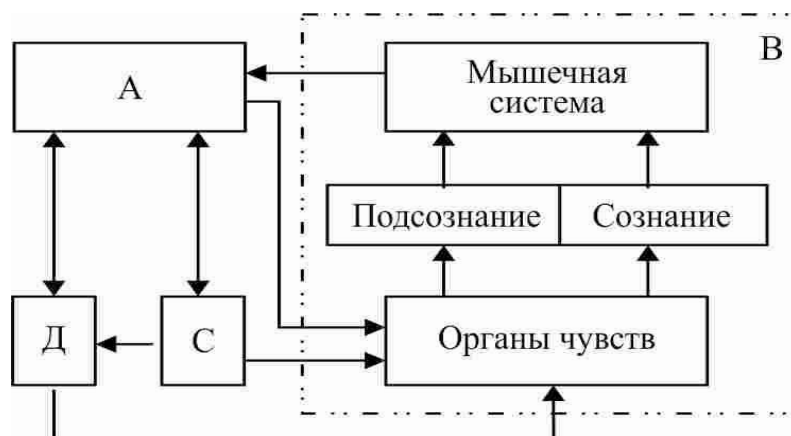 В
А
Мышечная
система
Подсознание
Сознание
Д
С
Органы чувств